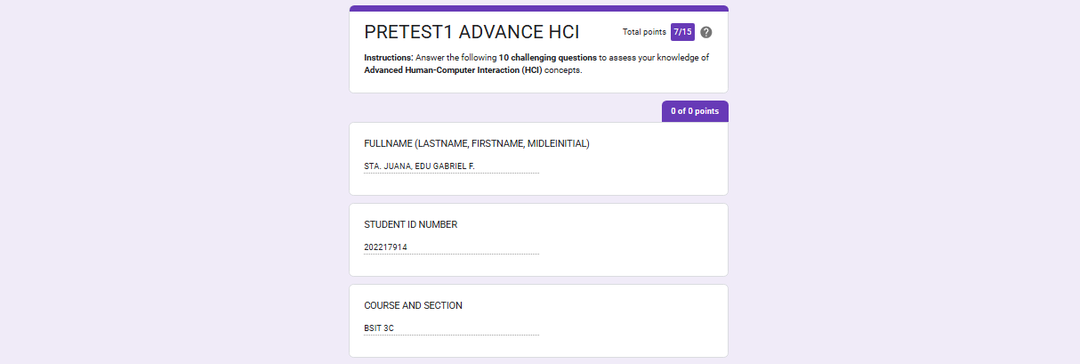 PRETEST1 ADVANCE HCI
Total points 7/15 ?
Instructions: Answer the following 10 challenging questions to assess your knowledge of
Advanced Human-Computer Interaction (HCI) concepts.
0 of 0 points
FULLNAME (LASTNAME, FIRSTNAME, MIDLEINITIAL)
STA. JUANA, EDU GABRIEL F.
STUDENT ID NUMBER
202217914
COURSE AND SECTION
BSIT 3C